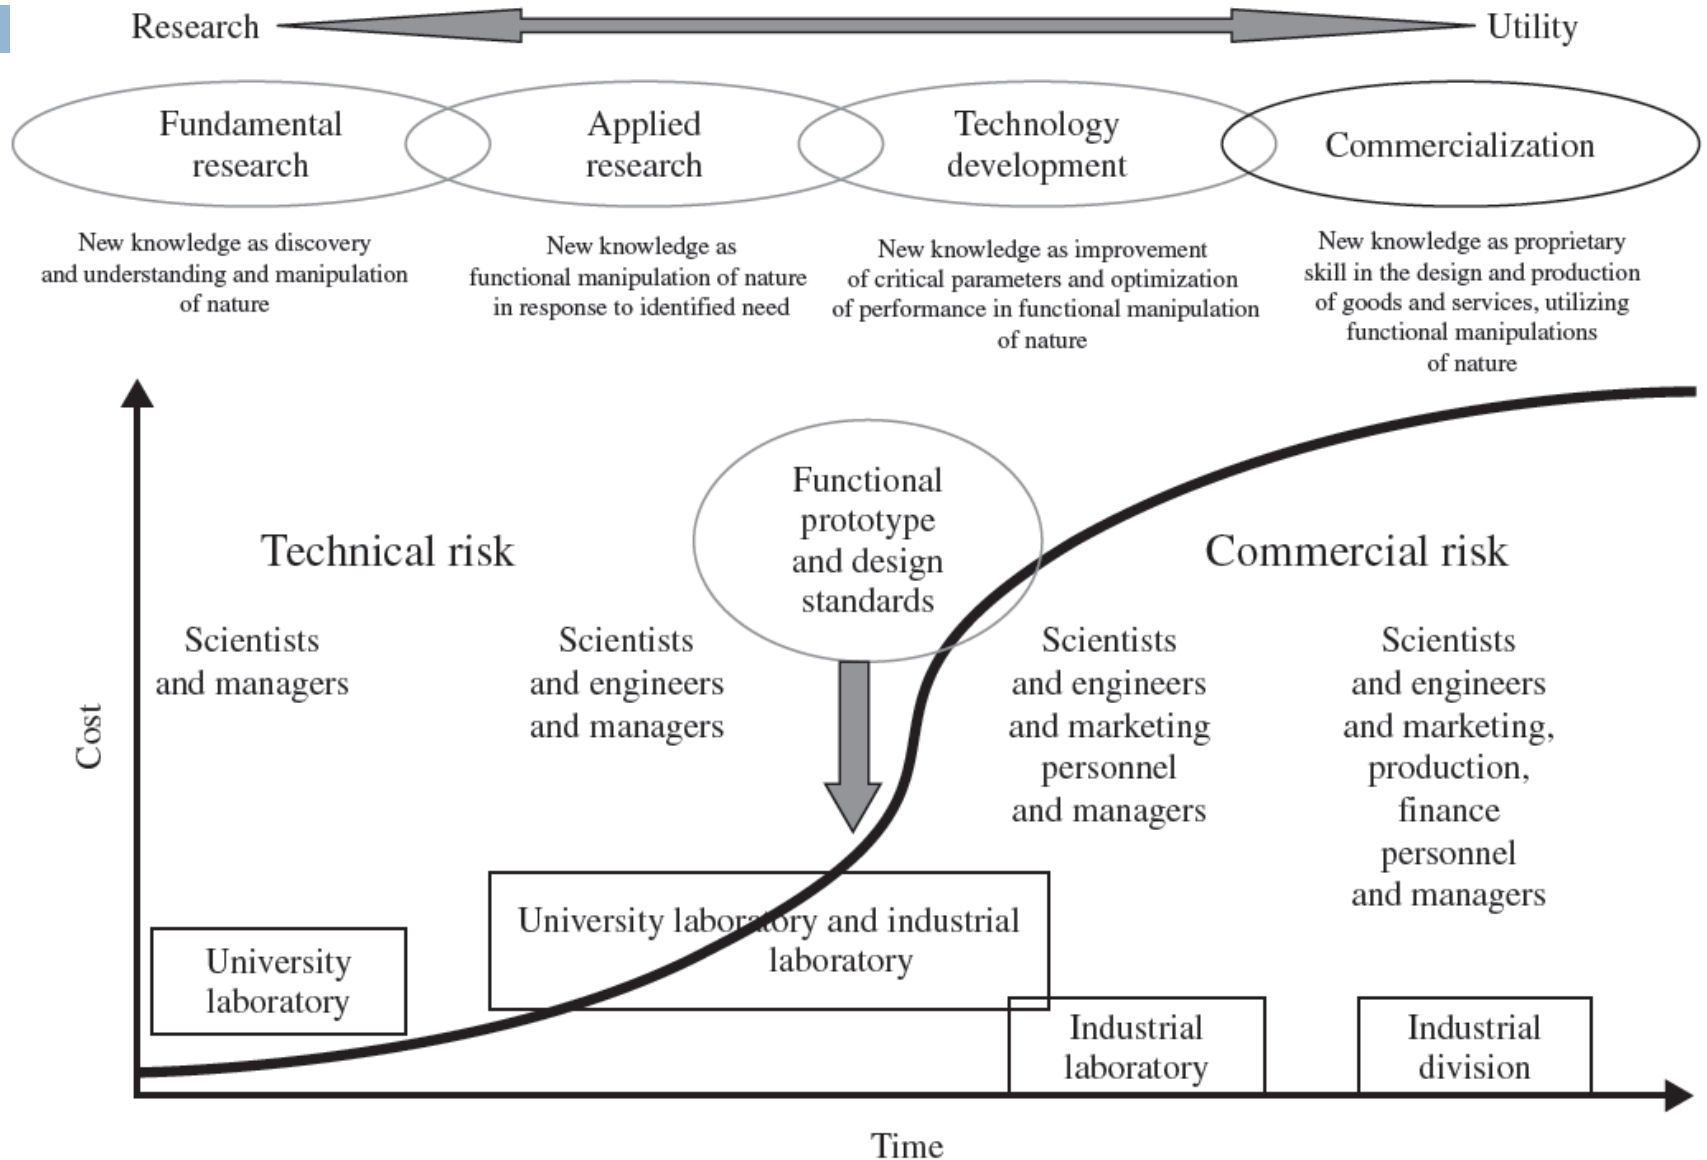 Research
Utility
Fundamental
research
Applied
research
Technology
development
Commercialization
New knowledge as discovery
and understanding and manipulation
of nature
New knowledge as
functional manipulation of nature
in response to identified need
New knowledge as improvement
of critical parameters and optimization
of performance in functional manipulation
of nature
New knowledge as proprietary
skill in the design and production
of goods and services, utilizing
functional manipulations
of nature
Functional
prototype
and design
standards
Technical risk
Commercial risk
Scientists
and managers
Scientists
and engineers
and managers
Scientists
and engineers
and marketing
personnel
and managers
Scientists
and engineers
and marketing,
production,
finance
personnel
and managers
Cost
University
laboratory
University laboratory and industrial
laboratory
Industrial
laboratory
Industrial
division
Time